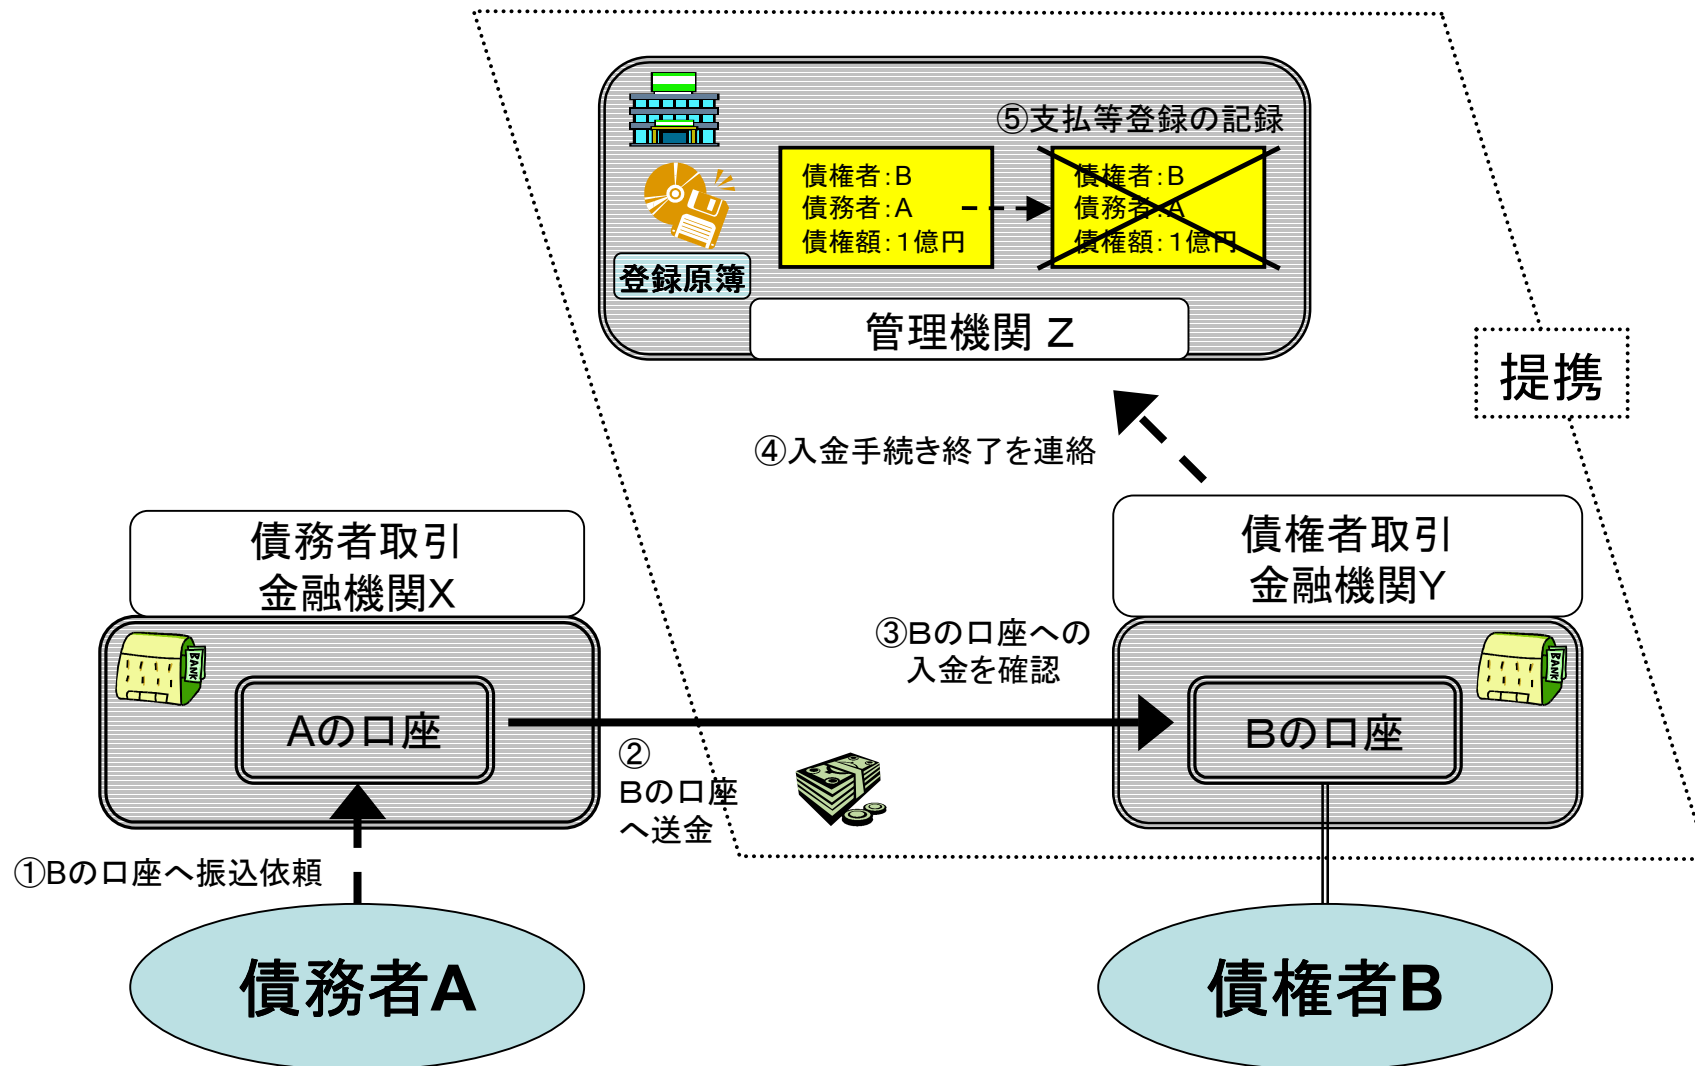 ⑤支払等登録の記録
債権者：B
債務者：A
債権額：１億円
債権者：B
債務者：A
債権額：１億円
登録原簿
管理機関 Z
提携
④入金手続き終了を連絡
債務者取引
金融機関X
債権者取引
金融機関Y
BANK
BANK
③Bの口座への
入金を確認
Aの口座
Bの口座
②
Bの口座
へ送金
①Bの口座へ振込依頼
債務者A
債権者B